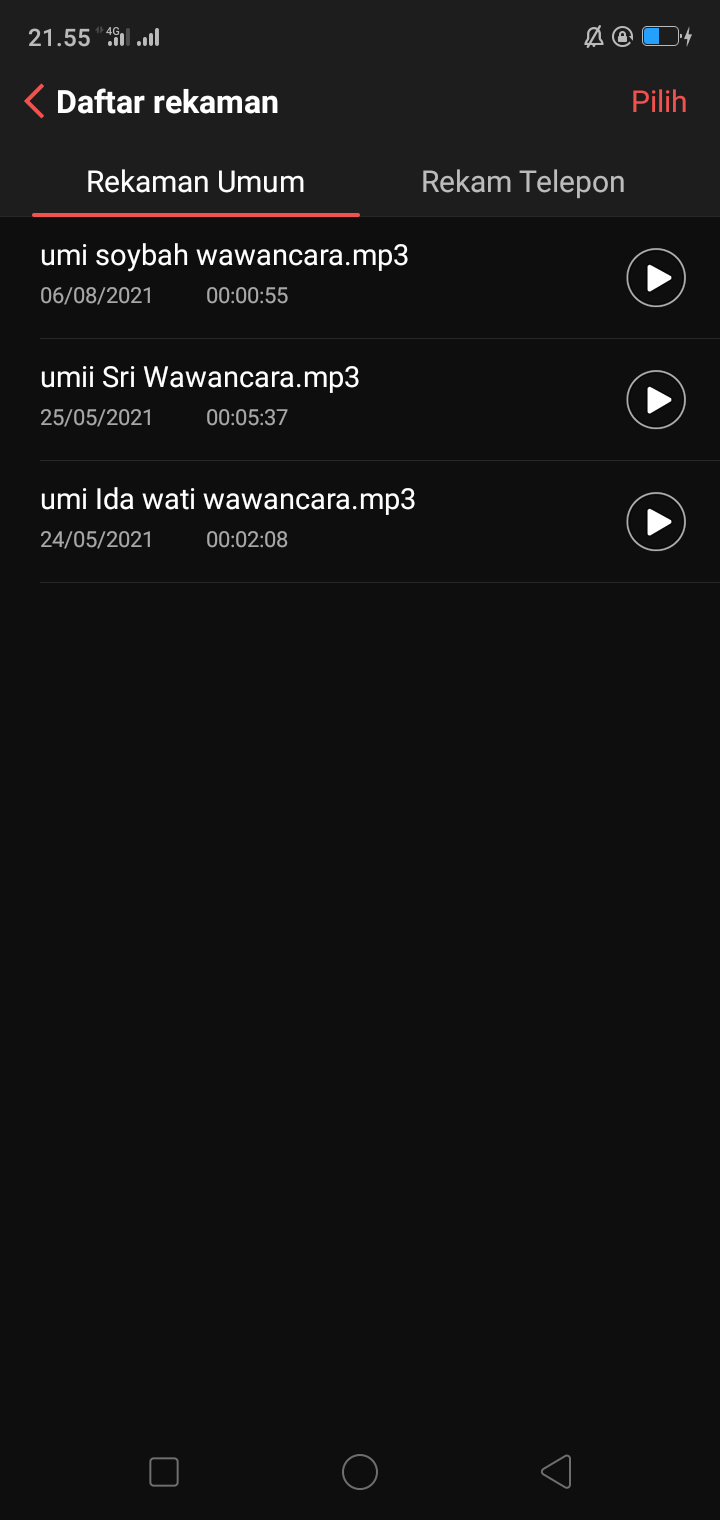 21.55 4G
Daftar rekaman
Pilih
Rekaman Umum
Rekam Telepon
umi soybah wawancara.mp3
06/08/2021 00:00:55
umii Sri Wawancara.mp3
25/05/2021 00:05:37
umi Ida wati wawancara.mp3
24/05/2021 00:02:08